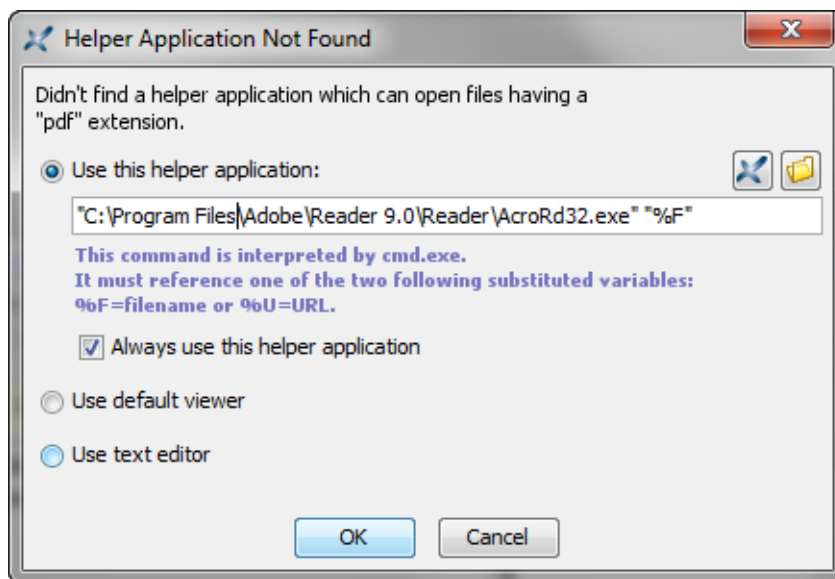 Helper Application Not Found
Didn't find a helper application which can open files having a
"pdf" extension.
Use this helper application:
"C:\Program Files\Adobe\Reader 9.0\Reader\AcroRd32.exe" "%F"
This command is interpreted by cmd.exe.
It must reference one of the two following substituted variables:
%F=filename or %U=URL.
Always use this helper application
Use default viewer
Use text editor
OK
Cancel